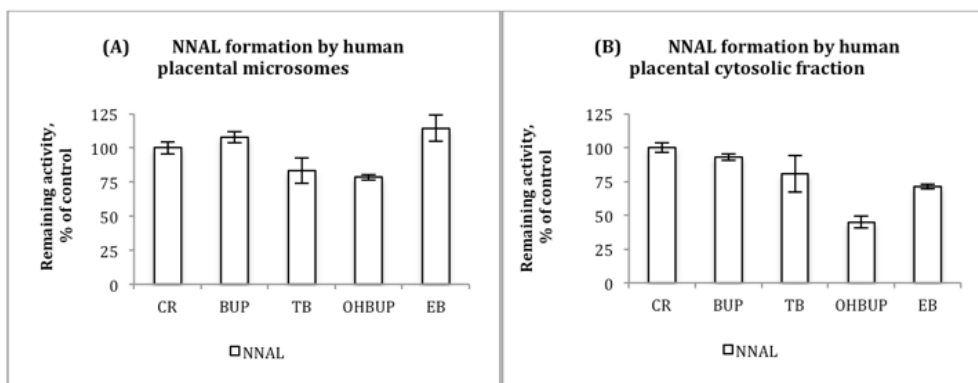 (A) NNAL formation by human
placental microsomes
Remaining activity,
% of control
125
100
75
50
25
0
CR BUP TB OHBUP EB
NNAL
(B) NNAL formation by human
placental cytosolic fraction
Remaining activity,
% of control
125
100
75
50
25
0
CR BUP TB OHBUP EB
NNAL